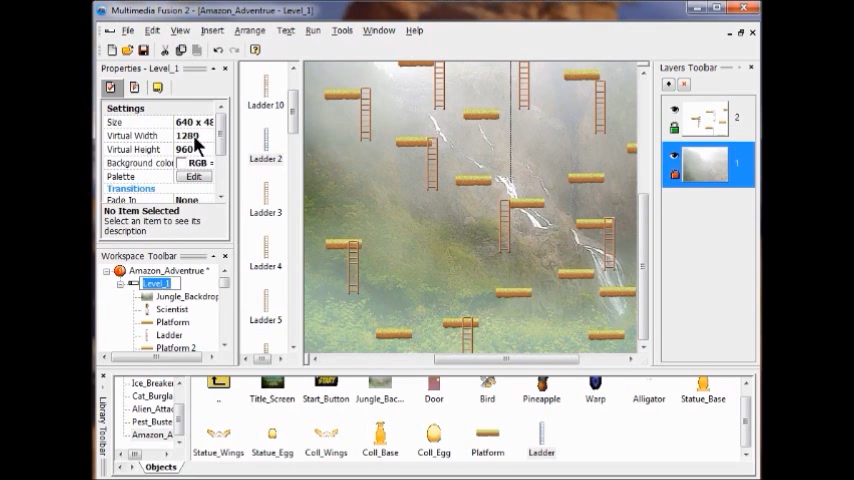 Multimedia Fusion 2 - [Amazon_Adventrue - Level_1]
File Edit View Insert Arrange Text Run Tools Window Help
Properties - Level_1
Settings
Size 640 x 48
Virtual Width 1280
Virtual Height 960
Background color RGB =
Palette Edit
Transitions
Fade In None
No Item Selected
Select an item to see its
description
Workspace Toolbar
Amazon_Adventrue *
Level_1
Jungle_Backdrop
Scientist
Platform
Ladder
Platform 2
Ladder 10
Ladder 2
Ladder 3
Ladder 4
Ladder 5
Layers Toolbar
2
1
Library Toolbar
Ice_Breaker
Cat_Burgla
Alien_Attac
Pest_Buste
Amazon_A
.. Title_Screen Start_Button Jungle_Bac... Door Bird Pineapple Warp Alligator Statue_Base
Statue_Wings Statue_Egg Coll_Wings Coll_Base Coll_Egg Platform Ladder
Objects